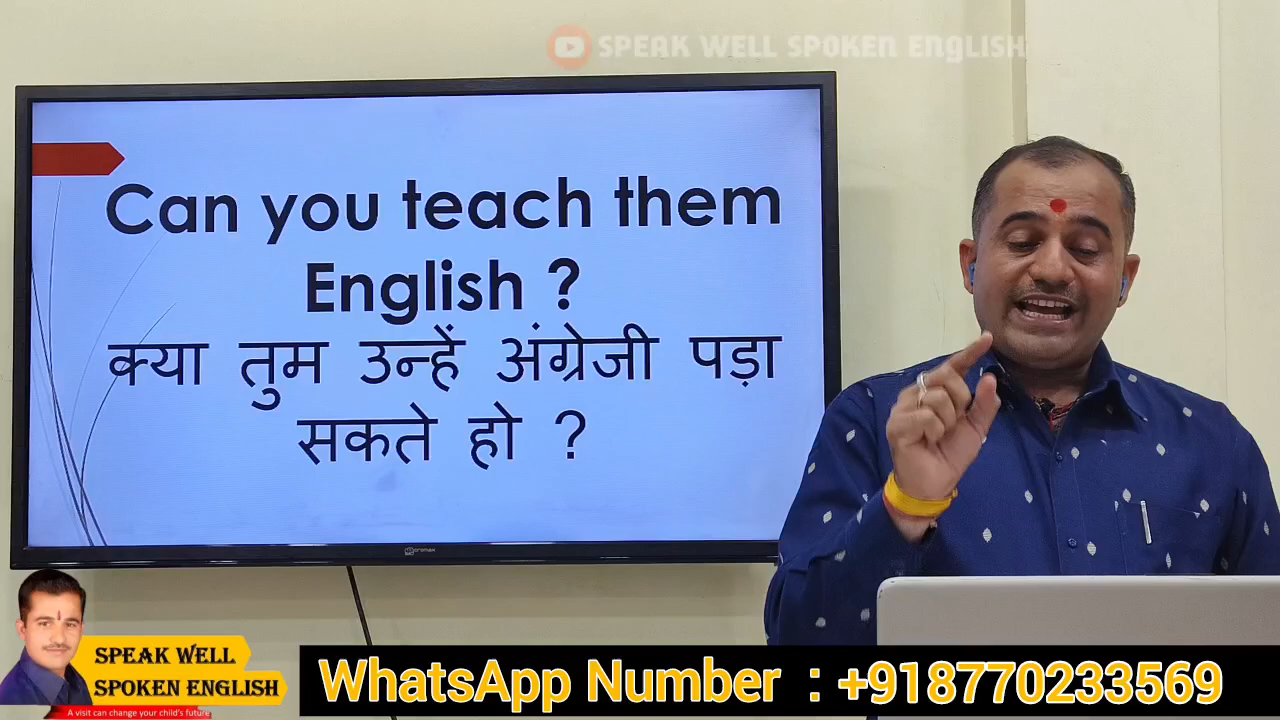 SPEAK WELL SPOKEN ENGLISH
Can you teach them
English ?
क्या तुम उन्हें अंग्रेजी पड़ा
सकते हो ?
SPEAK WELL
SPOKEN ENGLISH
A visit can change your child's future
WhatsApp Number : +918770233569